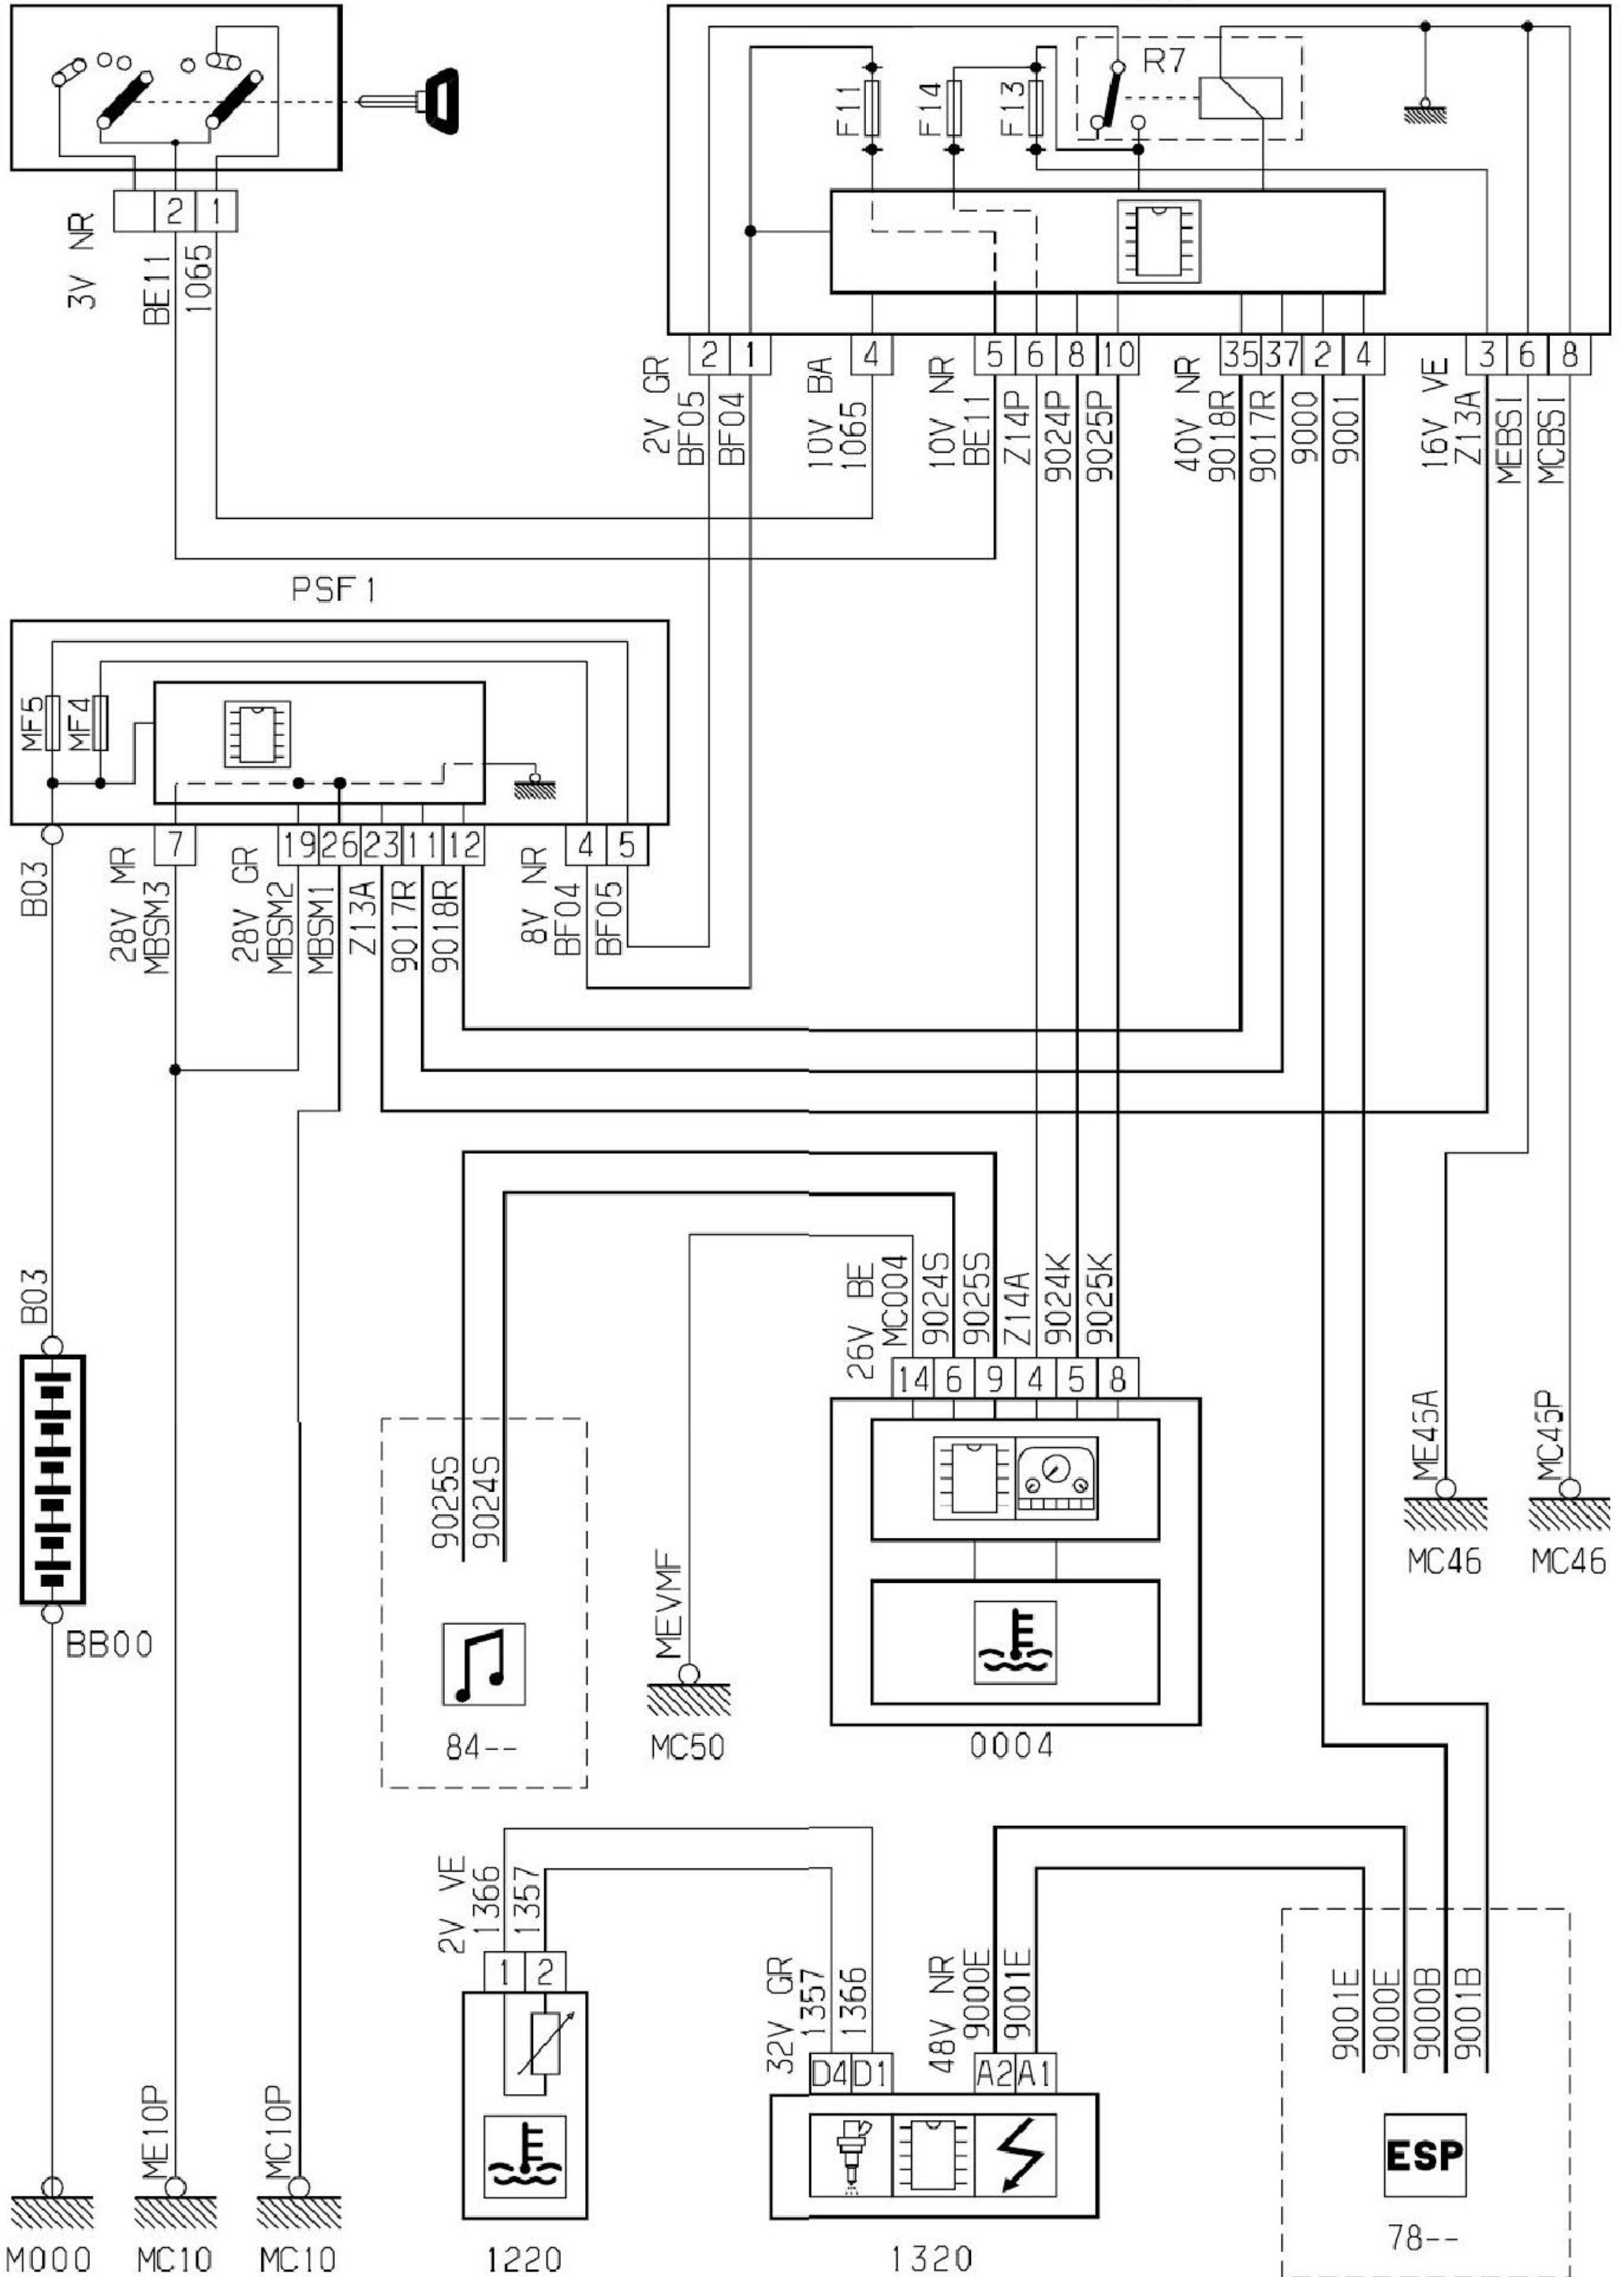 R7
F11
F14
F13
2 1
3V NR
BE11
1065
2 1
4
5 6 8 10
35 37 2 4
3 6 8
2V GR
BF05
BF04
10V BA
1065
10V NR
BE11
Z14P
9024P
9025P
40V NR
9018R
9017R
9000
9001
16V VE
Z13A
MEBSI
MCBSI
PSF1
MF5
MF4
7
19 26 23 11 12
4 5
B03
28V MR
MBSM3
28V GR
MBSM2
MBSM1
Z13A
9017R
9018R
8V NR
BF04
BF05
B03
26V BE
MC004
9024S
9025S
Z14A
9024K
9025K
14 6 9 4 5 8
9025S
9024S
ME46A
MC46P
MC46
MC46
BB00
MEVMF
84--
MC50
0004
2V VE
1366
1357
1 2
32V GR
1357
1366
48V NR
9000E
9001E
D4 D1
A2 A1
9001E
9000E
9000B
9001B
ME10P
MC10P
ESP
78--
M000
MC10
MC10
1220
1320